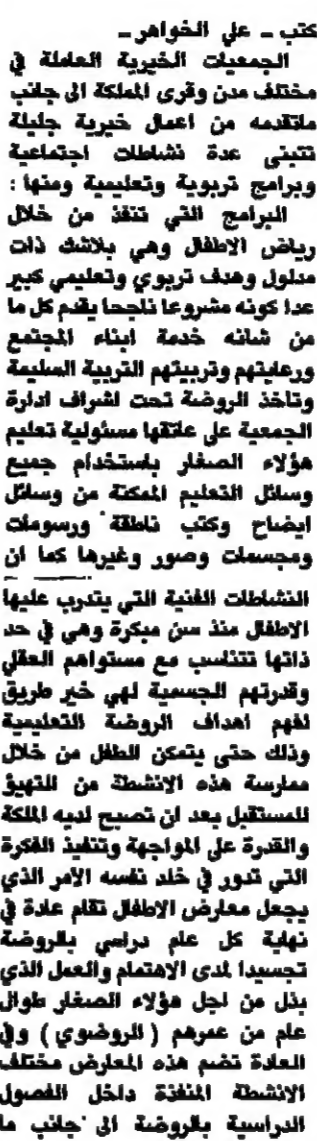 كتب ـ علي الخواهر ـ
الجمعيات الخيرية العاملة في
مختلف مدن وقرى المملكة الى جانب
ماتقدمه من اعمال خيرية جليلة
تتبنى عدة نشاطات اجتماعية
وبرامج تربوية وتعليمية ومنها :
البرامج التي تنفذ من خلال
رياض الاطفال وهي بلاشك ذات
مدلول وهدف تربوي وتعليمي كبير
عدا كونه مشروعا ناجحا يقدم كل ما
من شانه خدمة ابناء المجتمع
ورعايتهم وتربيتهم التربية السليمة
وتاخذ الروضة تحت اشراف ادارة
الجمعية على عاتقها مسئولية تعليم
هؤلاء الصغار باستخدام جميع
وسائل التعليم الممكنة من وسائل
ايضاح وكتب ناطقة ورسومات
ومجسمات وصور وغيرها كما ان
النشاطات الفنية التي يتدرب عليها
الاطفال منذ سن مبكرة وهي في حد
ذاتها تتناسب مع مستواهم العقلي
وقدرتهم الجسمية لهي خير طريق
لفهم اهداف الروضة التعليمية
وذلك حتى يتمكن الطفل من خلال
ممارسة هذه الانشطة من التهيؤ
للمستقبل بعد ان تصبح لديه الملكة
والقدرة على المواجهة وتنفيذ الفكرة
التي تدور في خلد نفسه الأمر الذي
يجعل معارض الاطفال تقام عادة في
نهاية كل عام دراسي بالروضة
تجسيدا لمدى الاهتمام والعمل الذي
بذل من اجل هؤلاء الصغار طوال
عام من عمرهم ( الروضوي ) وفي
العادة تضم هذه المعارض مختلف
الانشطة المنفذة داخل الفصول
الدراسية بالروضة الى جانب ما